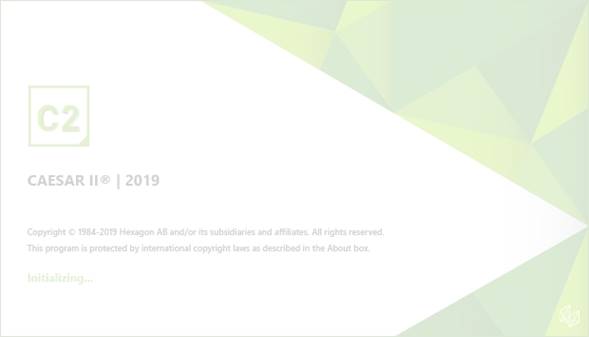 C2
CAESAR II® | 2019
Copyright © 1984-2019 Hexagon AB and/or its subsidiaries and affiliates. All rights reserved.
This program is protected by international copyright laws as described in the About box.
Initializing...